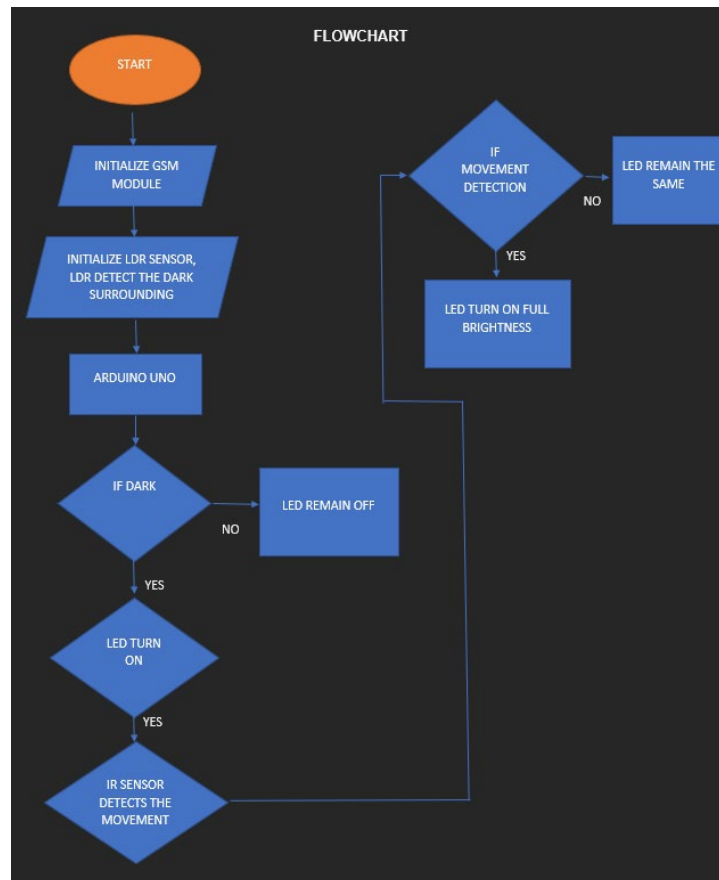 FLOWCHART
START
INITIALIZE GSM
MODULE
INITIALIZE LDR SENSOR,
LDR DETECT THE DARK
SURROUNDING
ARDUINO UNO
IF DARK
NO
LED REMAIN OFF
YES
LED TURN
ON
YES
IR SENSOR
DETECTS THE
MOVEMENT
IF
MOVEMENT
DETECTION
NO
LED REMAIN THE
SAME
YES
LED TURN ON FULL
BRIGHTNESS